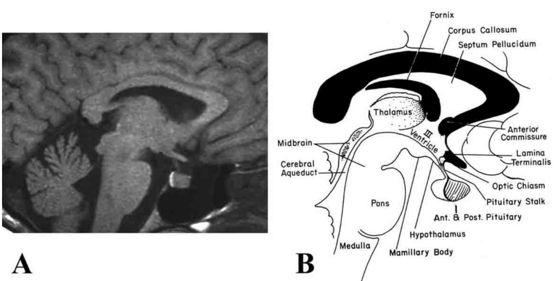 Fornix
Corpus Callosum
Septum Pellucidum
Thalamus
III
Ventricle
Anterior
Commissure
Midbrain
Lamina
Terminalis
Cerebral
Aqueduct
Optic Chiasm
Pituitary Stalk
Pons
Ant. & Post. Pituitary
Hypothalamus
Medulla
Mamillary Body
A
B